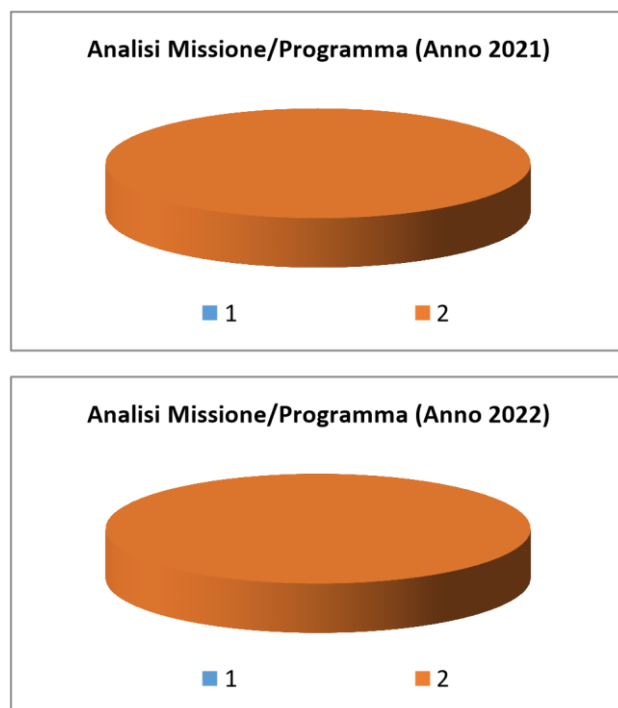 Analisi Missione/Programma (Anno 2021)
1 2
Analisi Missione/Programma (Anno 2022)
1 2